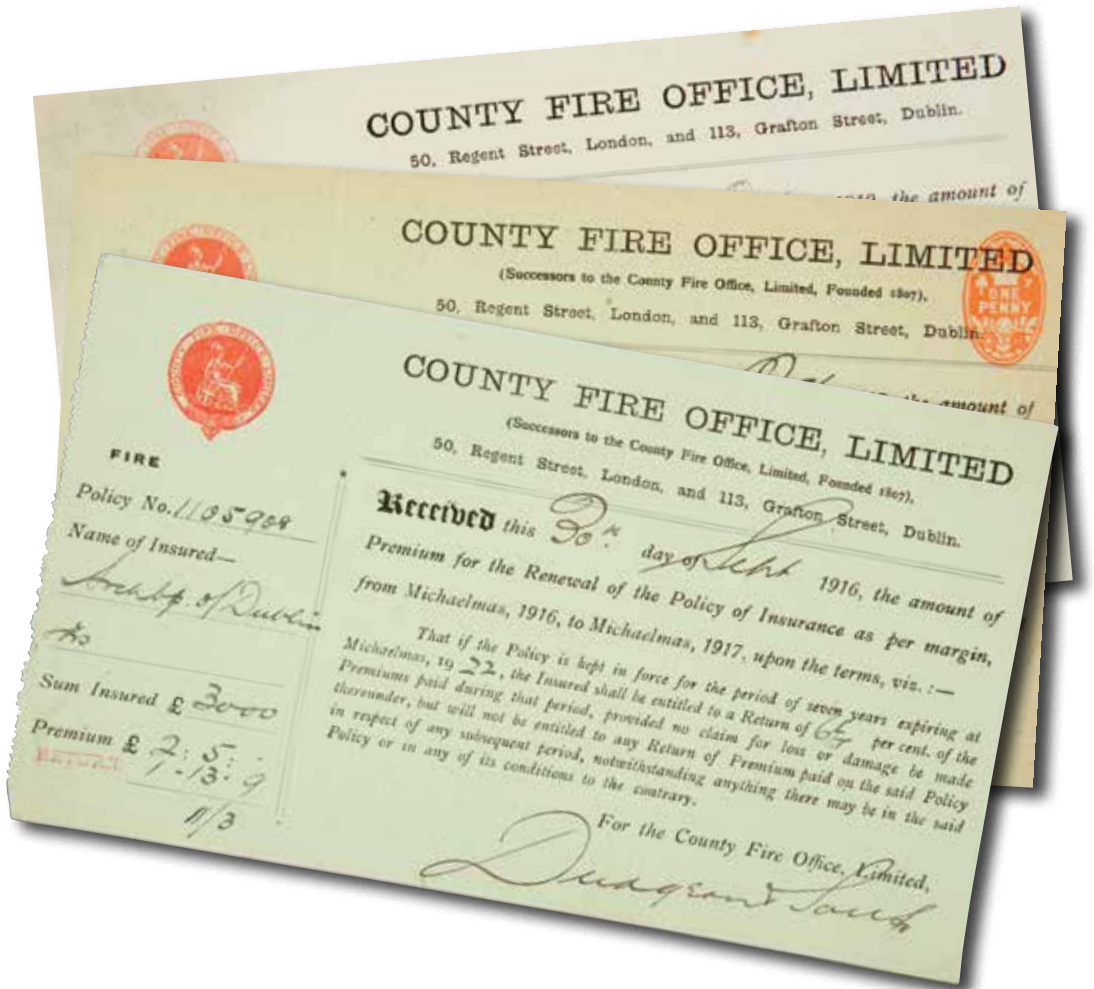 COUNTY FIRE OFFICE, LIMITED
50, Regent Street, London, and 113, Grafton Street, Dublin.
the amount of
COUNTY FIRE OFFICE, LIMITED
(Successors to the County Fire Office, Limited, Founded 1807),
50, Regent Street, London, and 113, Grafton Street, Dublin.
ONE
PENNY
the amount of
COUNTY FIRE OFFICE, LIMITED
(Successors to the County Fire Office, Limited, Founded 1807),
50, Regent Street, London, and 113, Grafton Street, Dublin.
FIRE
Policy No. 1105908
Name of Insured—
Archbp. of Dublin
Sum Insured £ 3000
Premium £ 2: 5: -
RETURN 1-13: 9
11/3
Received this 30th day of Sept 1916, the amount of
Premium for the Renewal of the Policy of Insurance as per margin,
from Michaelmas, 1916, to Michaelmas, 1917, upon the terms, viz. :—
That if the Policy is kept in force for the period of seven years expiring at
Michaelmas, 1922, the Insured shall be entitled to a Return of per cent. of the
Premiums paid during that period, provided no claim for loss or damage be made
thereunder, but will not be entitled to any Return of Premium paid on the said Policy
in respect of any subsequent period, notwithstanding anything there may be in the said
Policy or in any of its conditions to the contrary.
For the County Fire Office, Limited,